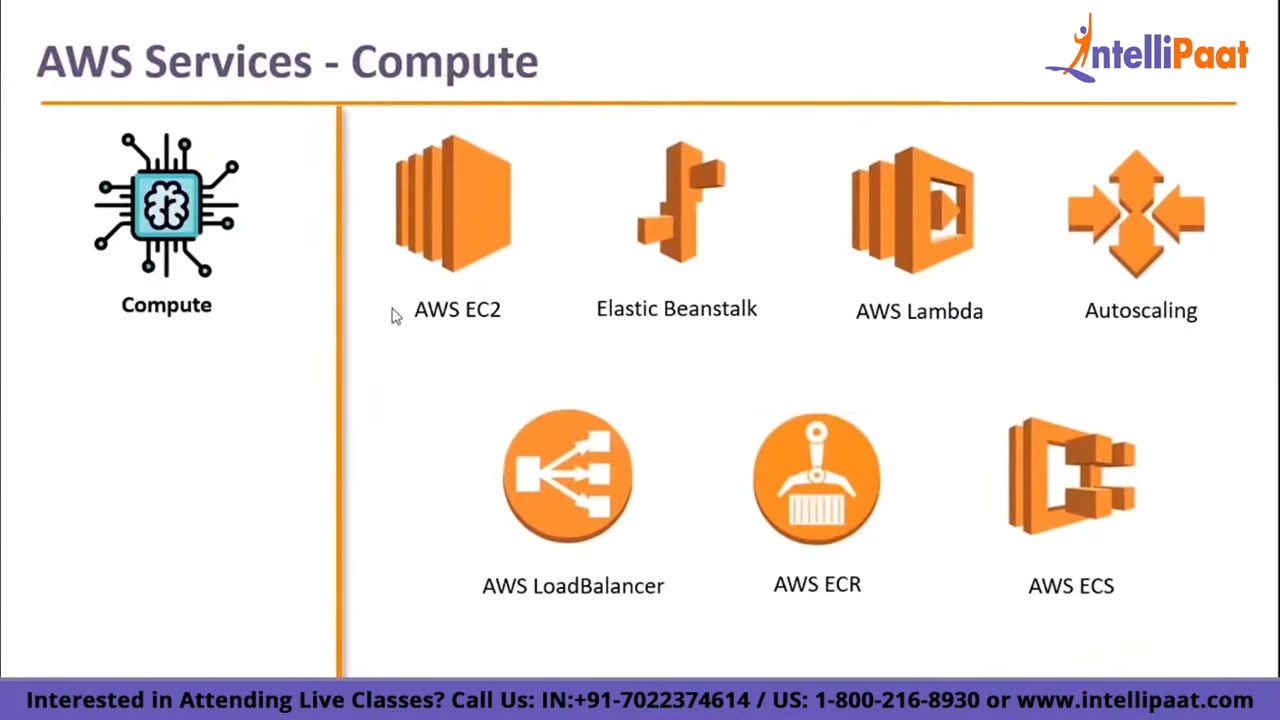 AWS Services - Compute
IntelliPaat
Compute
AWS EC2
Elastic Beanstalk
AWS Lambda
Autoscaling
AWS LoadBalancer
AWS ECR
AWS ECS
Interested in Attending Live Classes? Call Us: IN:+91-7022374614 / US: 1-800-216-8930 or www.intellipaat.com